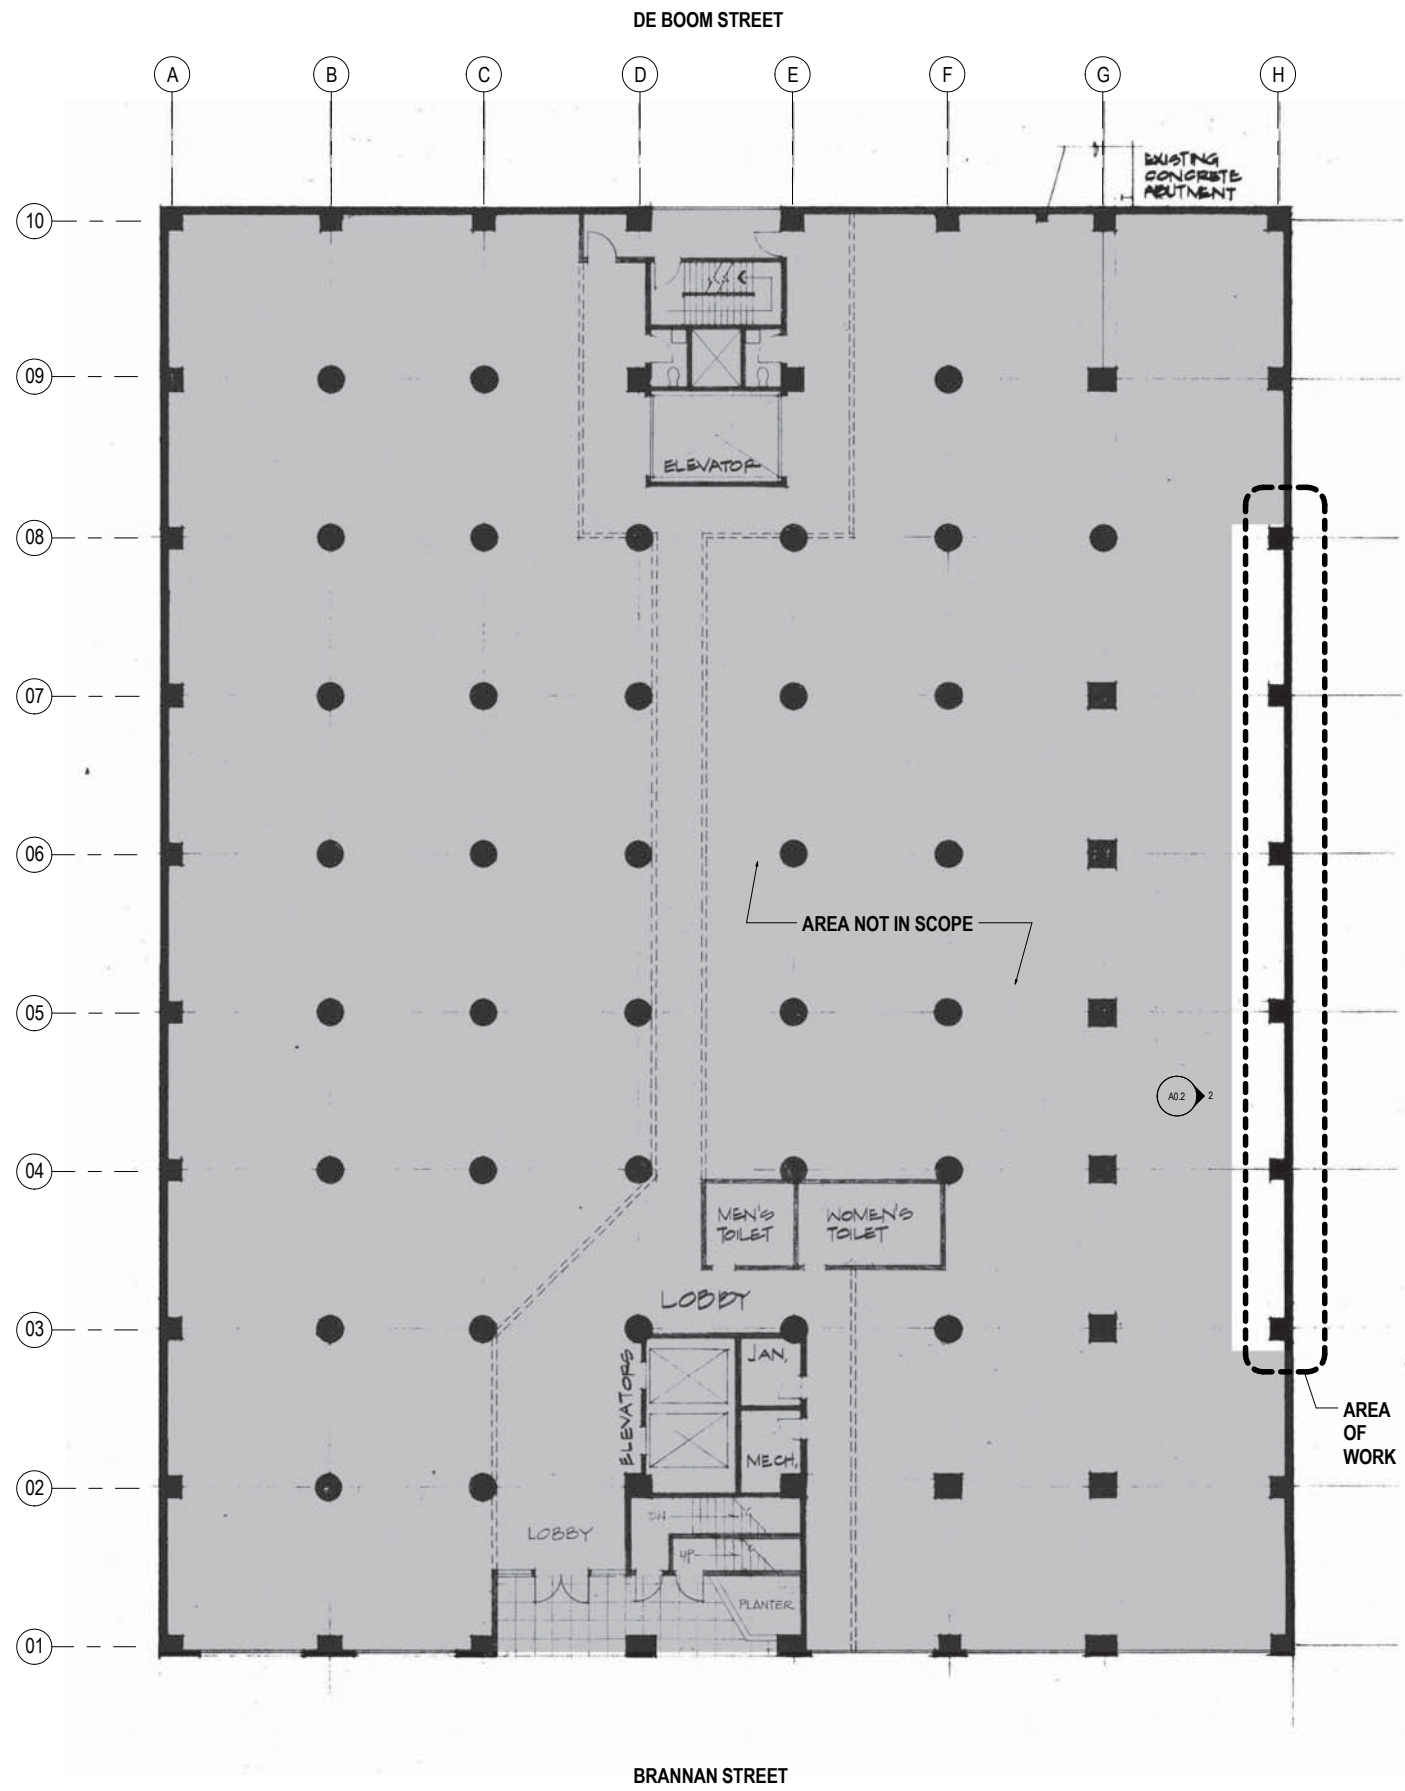 DE BOOM STREET
A B C D E F G H
EXISTING
CONCRETE
ABUTMENT
10
09
ELEVATOR
08
07
06
AREA NOT IN SCOPE
05
A0.2 2
04
MEN'S
TOILET
WOMEN'S
TOILET
LOBBY
03
ELEVATORS
JAN.
AREA
OF
WORK
MECH.
02
DN
LOBBY
UP
PLANTER
01
BRANNAN STREET